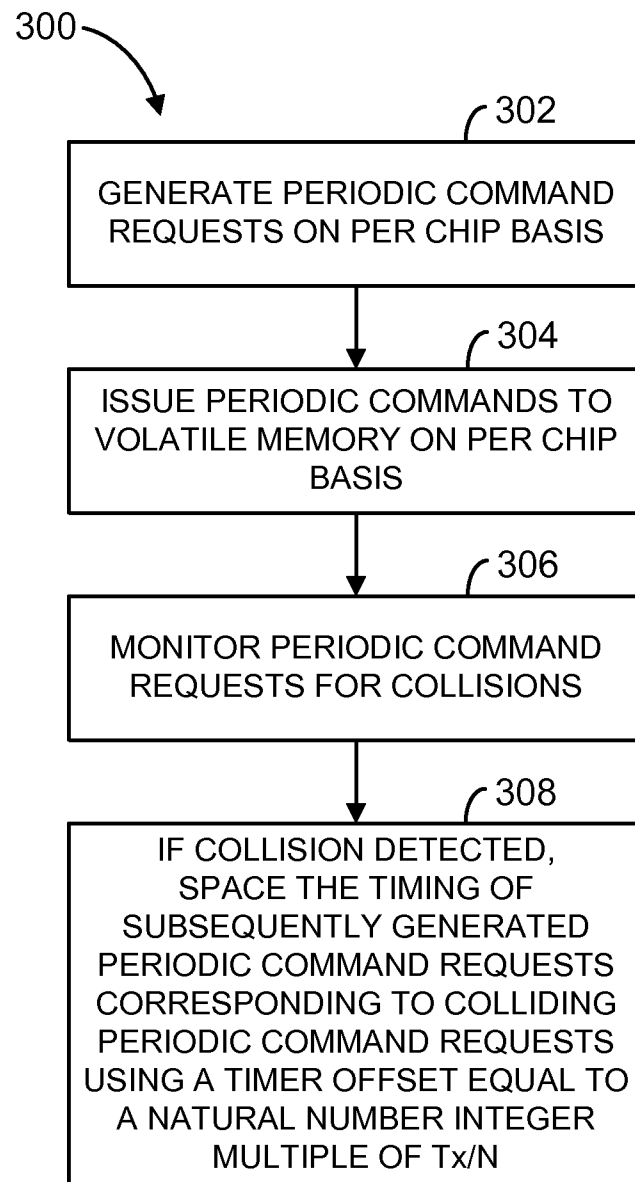 300
302
GENERATE PERIODIC COMMAND
REQUESTS ON PER CHIP BASIS
304
ISSUE PERIODIC COMMANDS TO
VOLATILE MEMORY ON PER CHIP
BASIS
306
MONITOR PERIODIC COMMAND
REQUESTS FOR COLLISIONS
308
IF COLLISION DETECTED,
SPACE THE TIMING OF
SUBSEQUENTLY GENERATED
PERIODIC COMMAND REQUESTS
CORRESPONDING TO COLLIDING
PERIODIC COMMAND REQUESTS
USING A TIMER OFFSET EQUAL TO
A NATURAL NUMBER INTEGER
MULTIPLE OF Tx/N